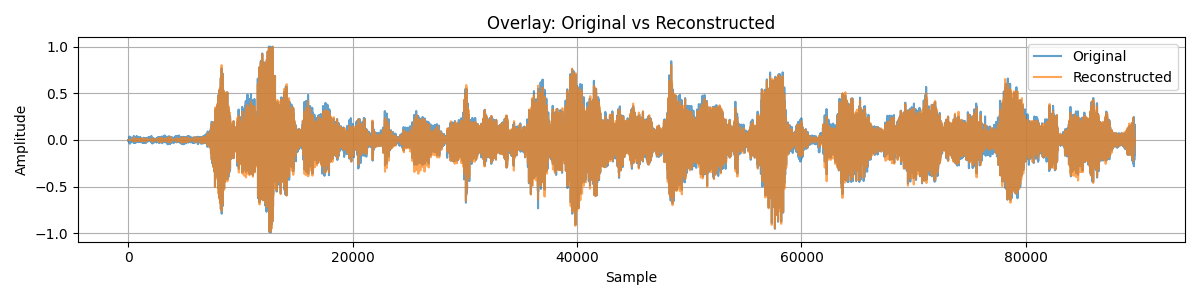 Overlay: Original vs Reconstructed
1.0
0.5
0.0
−0.5
−1.0
Amplitude
Original
Reconstructed
0
20000
40000
60000
80000
Sample